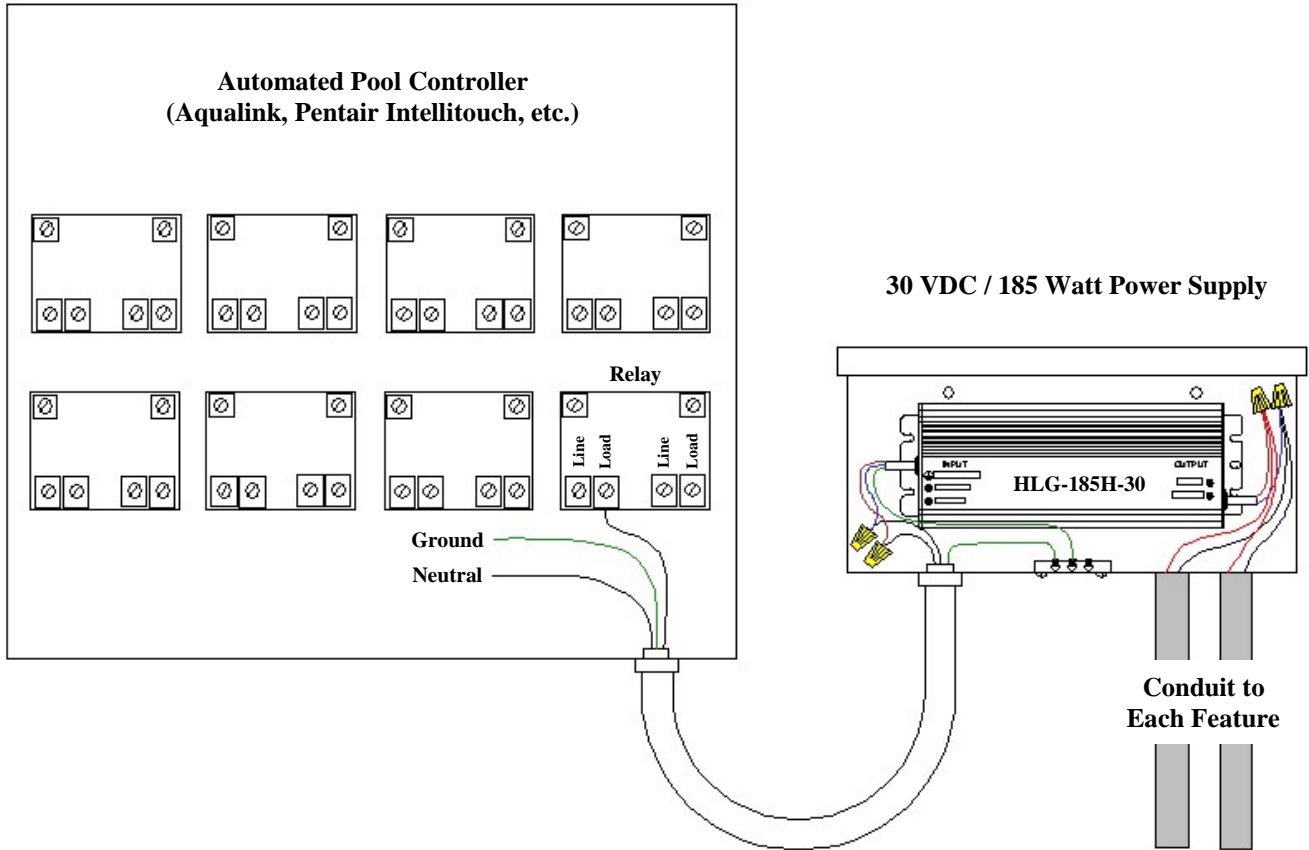 Automated Pool Controller
(Aqualink, Pentair Intellitouch, etc.)
30 VDC / 185 Watt Power Supply
Relay
Line
Load
Line
Load
INPUT
OUTPUT
HLG-185H-30
Ground
Neutral
Conduit to
Each Feature